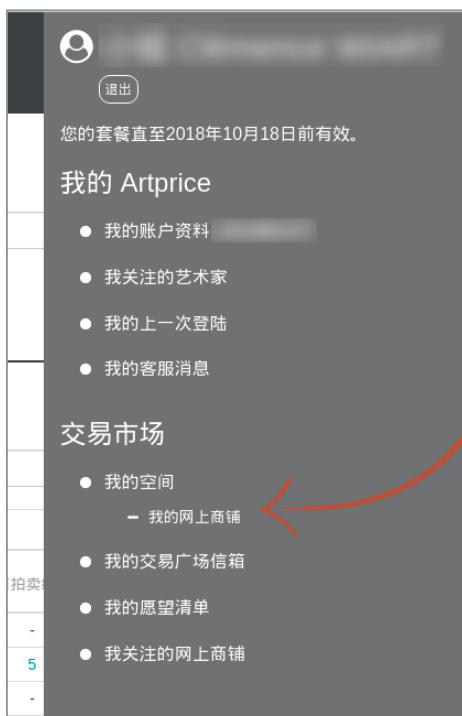 退出
您的套餐直至2018年10月18日前有效。
我的 Artprice
我的账户资料
我关注的艺术家
我的上一次登陆
我的客服消息
交易市场
我的空间
我的网上商铺
我的交易广场信箱
我的愿望清单
我关注的网上商铺
拍卖
-
5
-